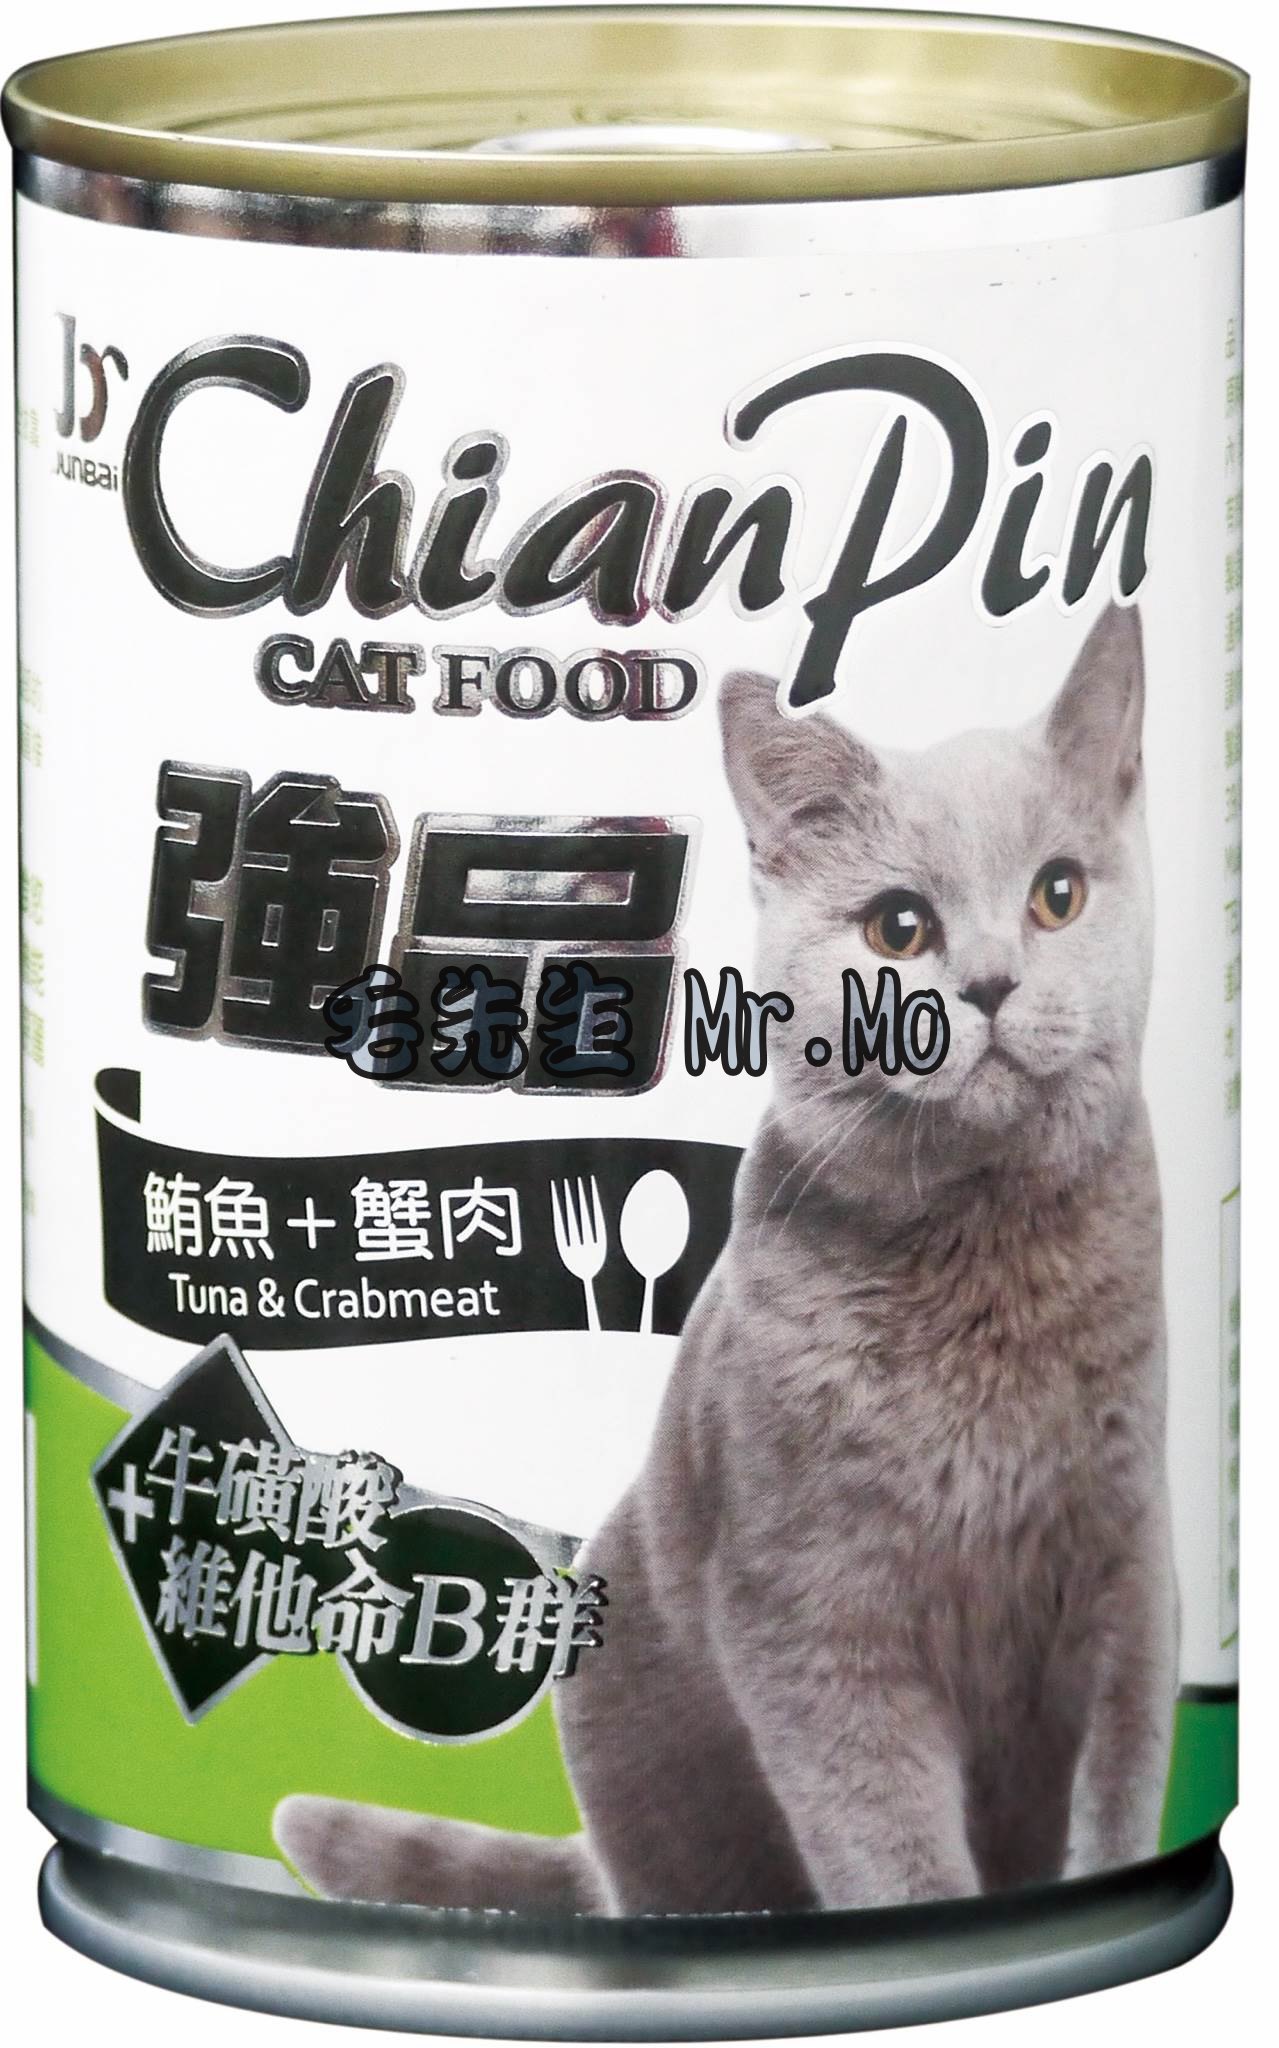 JunBai
ChianPin
CAT FOOD
強品
毛先生 Mr.Mo
鮪魚+蟹肉
Tuna & Crabmeat
+牛磺酸
維他命B群